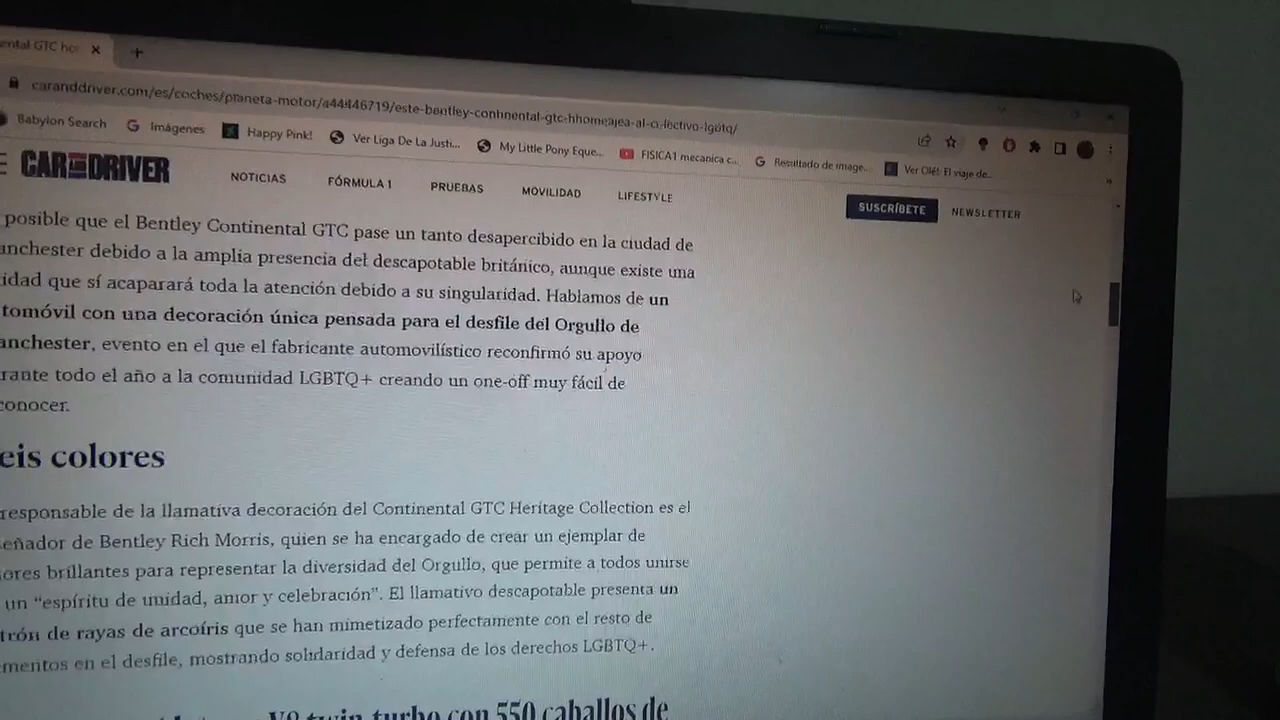 ental GTC ho
caranddriver.com/es/coches/planeta-motor/a44446719/este-bentley-continental-gtc-hhomeajea-al-colectivo-lgbtq/
Babylon Search Imágenes Happy Pink! Ver Liga De La Justi... My Little Pony Eque... FISICA1 mecanica c... Resultado de image... Ver Olé! El viaje de... »
CAR AND DRIVER NOTICIAS FÓRMULA 1 PRUEBAS MOVILIDAD LIFESTYLE SUSCRÍBETE NEWSLETTER
posible que el Bentley Continental GTC pase un tanto desapercibido en la ciudad de
anchester debido a la amplia presencia del descapotable británico, aunque existe una
idad que sí acaparará toda la atención debido a su singularidad. Hablamos de un
tomóvil con una decoración única pensada para el desfile del Orgullo de
anchester, evento en el que el fabricante automovilístico reconfirmó su apoyo
rante todo el año a la comunidad LGBTQ+ creando un one-off muy fácil de
conocer.
eis colores
responsable de la llamativa decoración del Continental GTC Heritage Collection es el
eñador de Bentley Rich Morris, quien se ha encargado de crear un ejemplar de
ores brillantes para representar la diversidad del Orgullo, que permite a todos unirse
un “espíritu de unidad, amor y celebración”. El llamativo descapotable presenta un
trón de rayas de arcoíris que se han mimetizado perfectamente con el resto de
mentos en el desfile, mostrando solidaridad y defensa de los derechos LGBTQ+.
V8 twin turbo con 550 caballos de